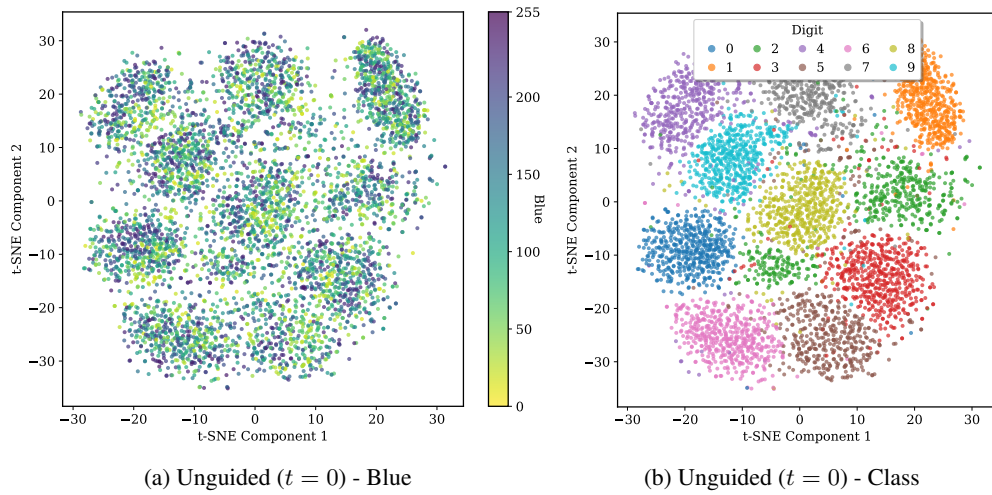 30
20
10
0
−10
−20
−30
t-SNE Component 2
−30 −20 −10 0 10 20 30
t-SNE Component 1
255
200
150
100
50
0
Blue
(a) Unguided (t = 0) - Blue
Digit
0 2 4 6 8
1 3 5 7 9
30
20
10
0
−10
−20
−30
t-SNE Component 2
−30 −20 −10 0 10 20 30
t-SNE Component 1
(b) Unguided (t = 0) - Class